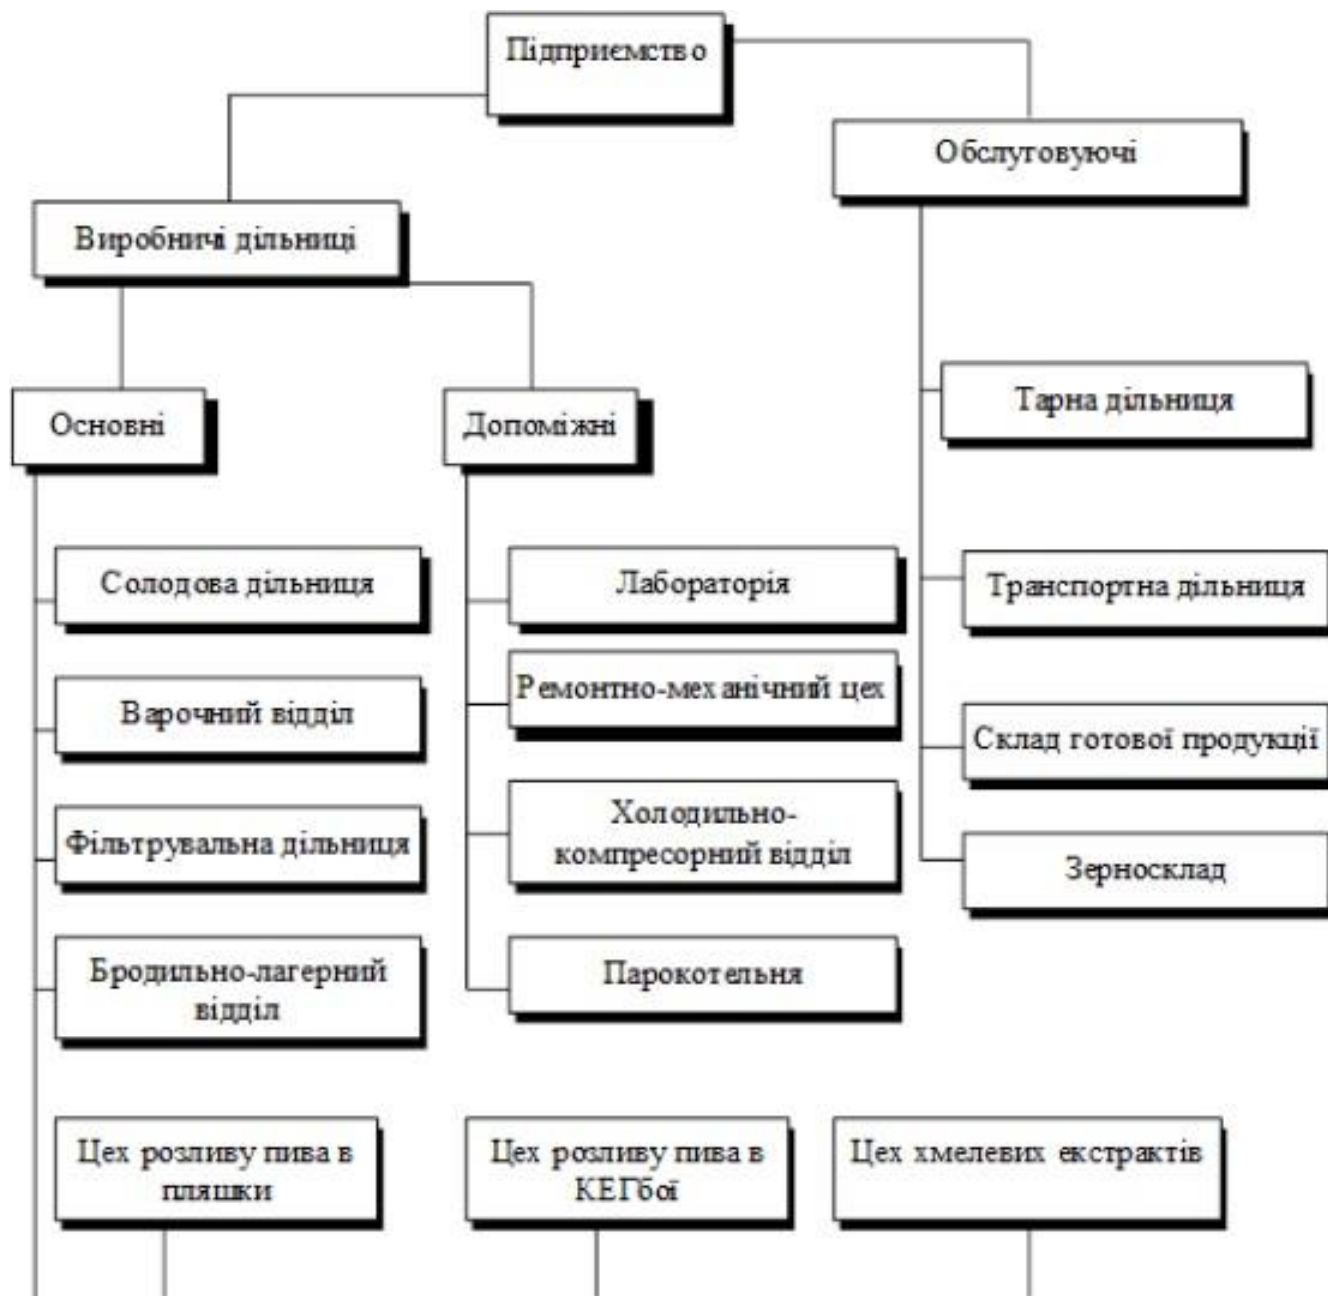 Підприємство
Обслуговуючі
Виробничі дільниці
Тарна дільниця
Основні
Допоміжні
Солодова дільниця
Лабораторія
Транспортна дільниця
Варочний відділ
Ремонтно-механічний цех
Склад готової продукції
Фільтрувальна дільниця
Холодильно-
компресорний відділ
Зерносклад
Бродильно-лагерний
відділ
Парокотельня
Цех розливу пива в
пляшки
Цех розливу пива в
КЕГбої
Цех хмелевих екстрактів